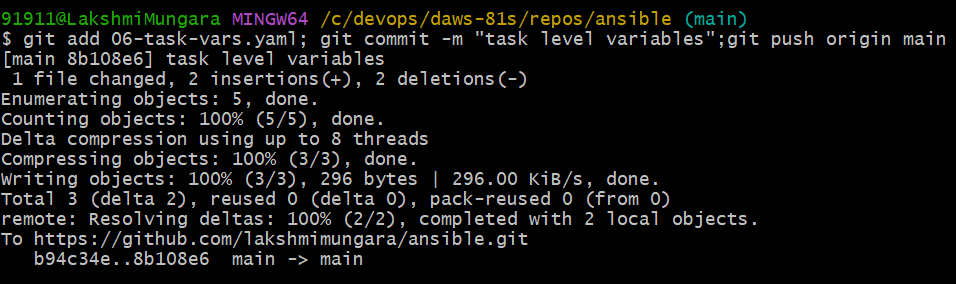 91911@LakshmiMungara MINGW64 /c/devops/daws-81s/repos/ansible (main)
$ git add 06-task-vars.yaml; git commit -m "task level variables";git push origin main
[main 8b108e6] task level variables
 1 file changed, 2 insertions(+), 2 deletions(-)
Enumerating objects: 5, done.
Counting objects: 100% (5/5), done.
Delta compression using up to 8 threads
Compressing objects: 100% (3/3), done.
Writing objects: 100% (3/3), 296 bytes | 296.00 KiB/s, done.
Total 3 (delta 2), reused 0 (delta 0), pack-reused 0 (from 0)
remote: Resolving deltas: 100% (2/2), completed with 2 local objects.
To https://github.com/lakshmimungara/ansible.git
   b94c34e..8b108e6  main -> main